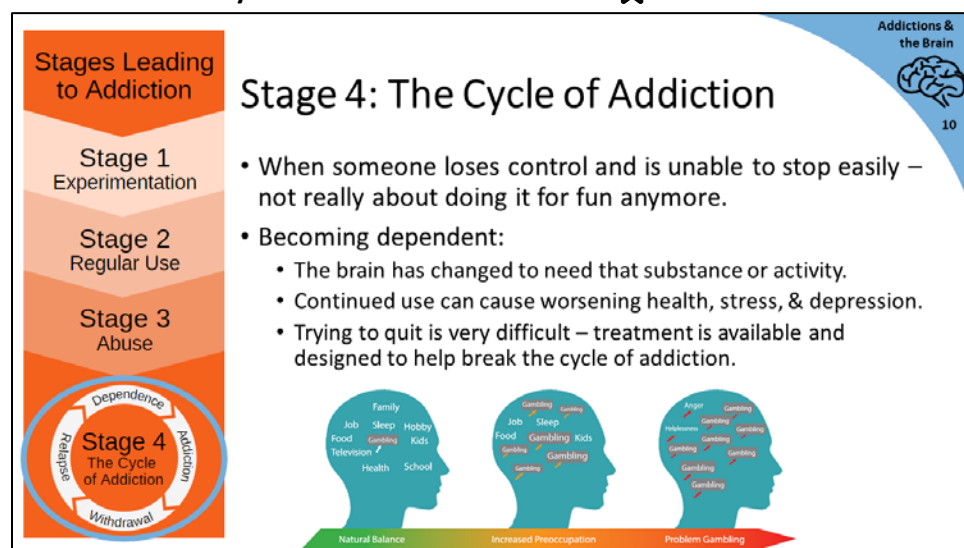 Addictions &
the Brain
10
Stages Leading
to Addiction
Stage 1
Experimentation
Stage 2
Regular Use
Stage 3
Abuse
Dependence
Addiction
Withdrawal
Relapse
Stage 4
The Cycle
of Addiction
Stage 4: The Cycle of Addiction
• When someone loses control and is unable to stop easily –
not really about doing it for fun anymore.
• Becoming dependent:
• The brain has changed to need that substance or activity.
• Continued use can cause worsening health, stress, & depression.
• Trying to quit is very difficult – treatment is available and
designed to help break the cycle of addiction.
Family
Job Sleep Hobby
Food Gambling Kids
Television
Health School
Gambling Gambling
Job Sleep
Food Gambling Kids
Gambling Gambling
Gambling
Anger Gambling
Helplessness Gambling Gambling
Gambling Gambling Gambling
Gambling
Gambling
Natural Balance
Increased Preoccupation
Problem Gambling